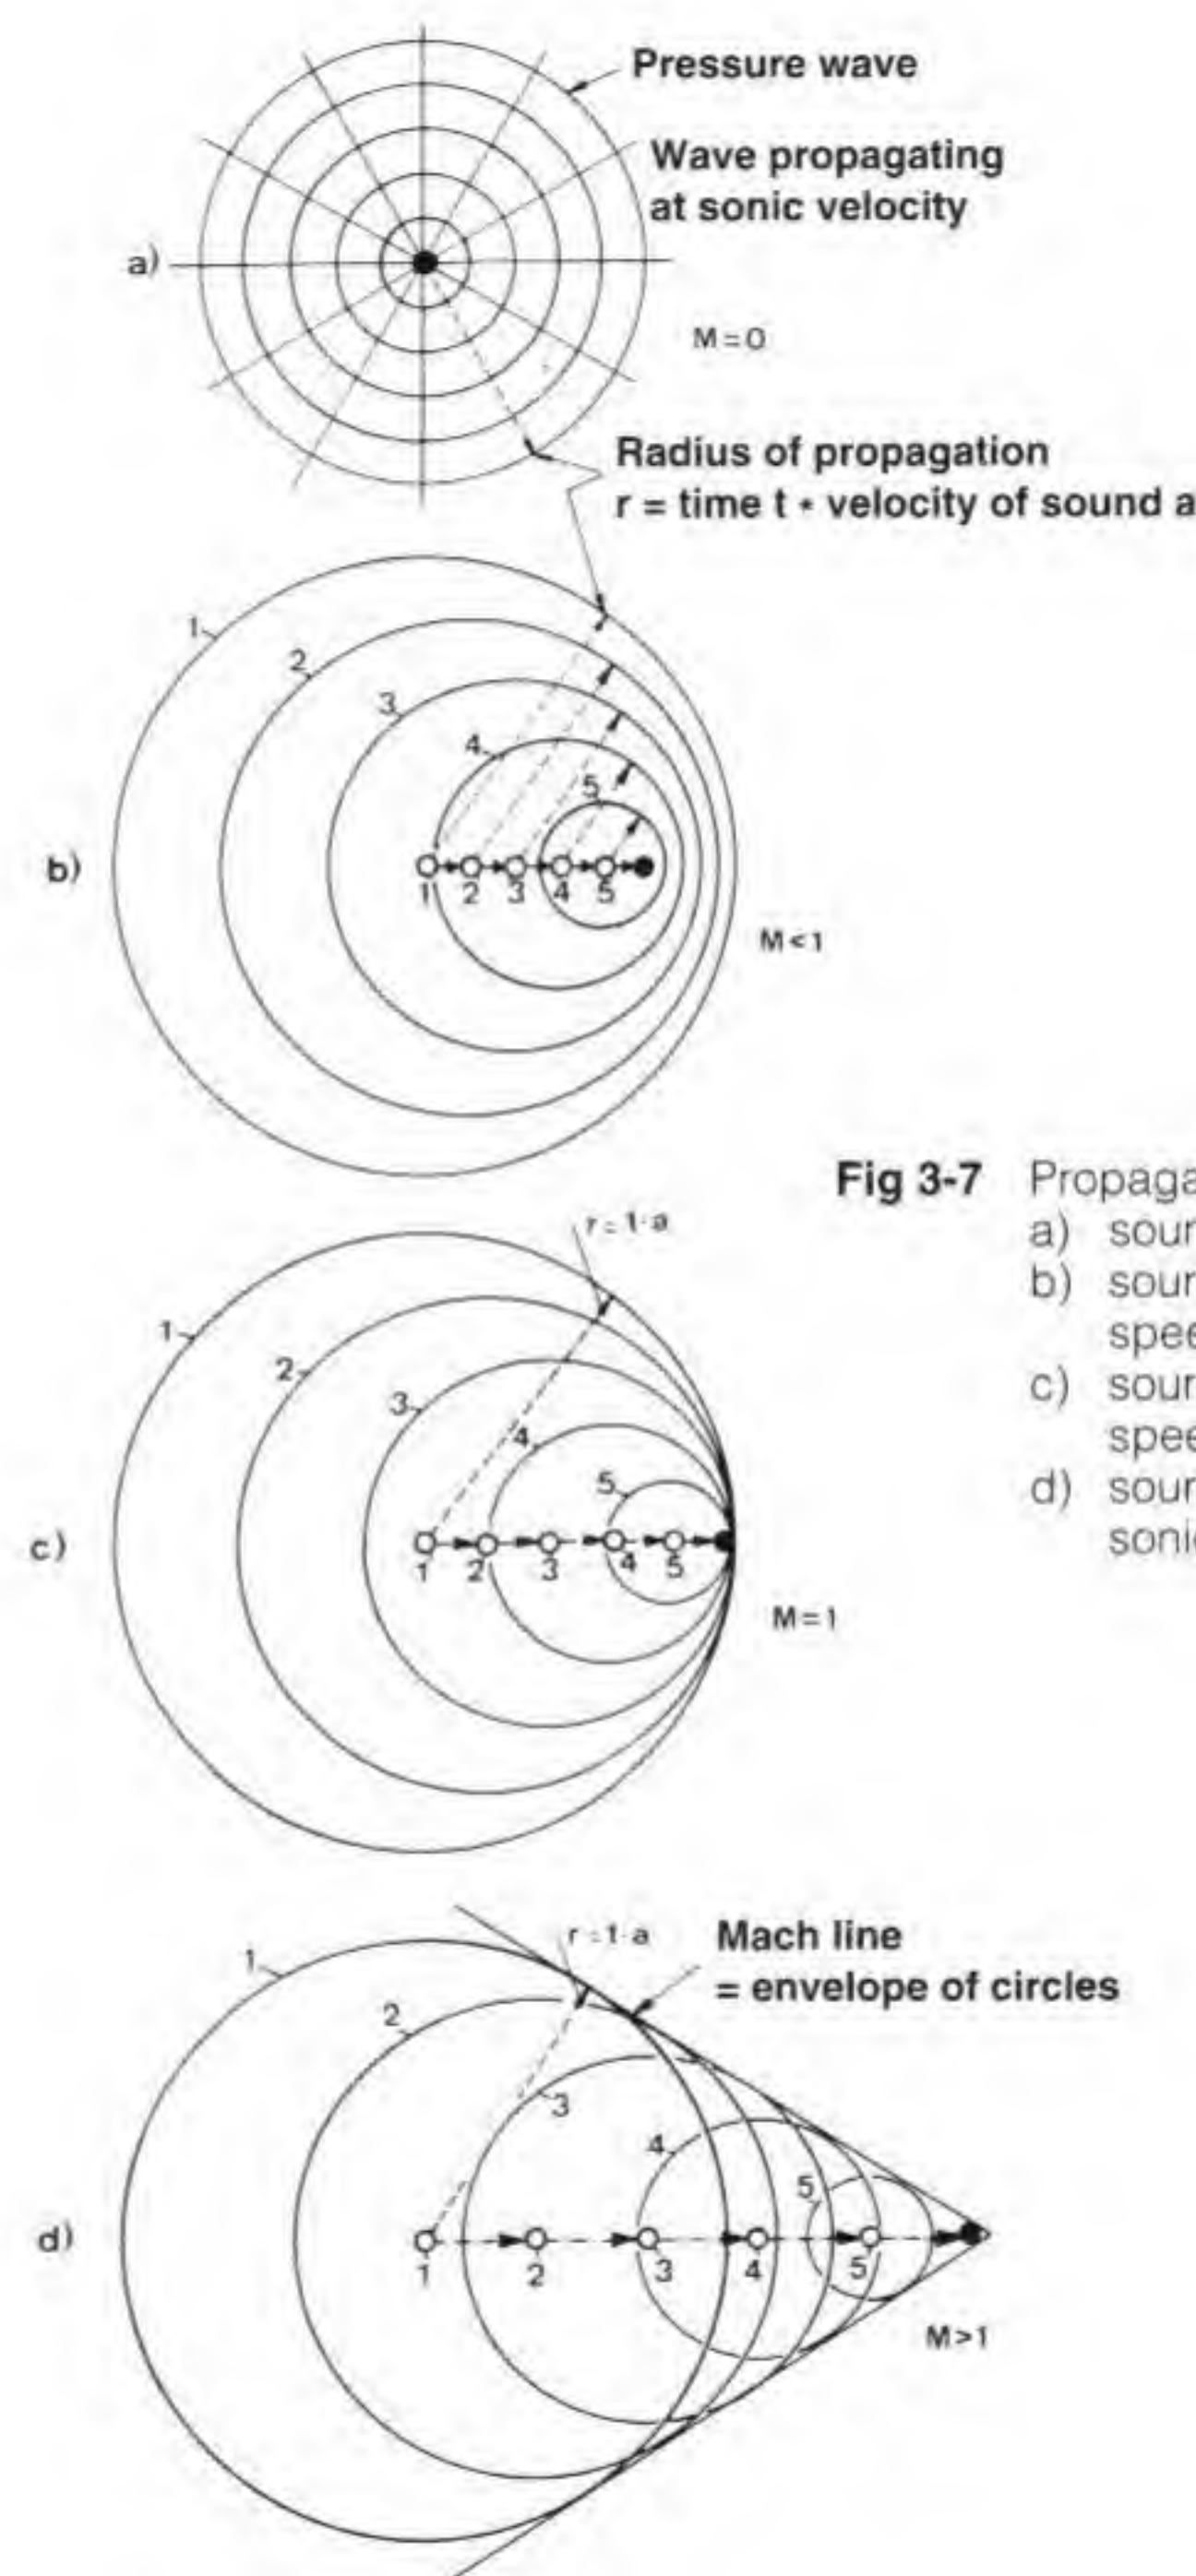 Pressure wave
Wave propagating
at sonic velocity
a)
M=0
Radius of propagation
r = time t * velocity of sound a
1
2
3
4
5
b)
1 2 3 4 5
M<1
Fig 3-7
a)
b)
c)
d)
r=1·a
1
2
3
4
5
c)
1 2 3 4 5
M=1
Mach line
= envelope of circles
r=1·a
1
2
3
4
5
d)
1 2 3 4 5
M>1